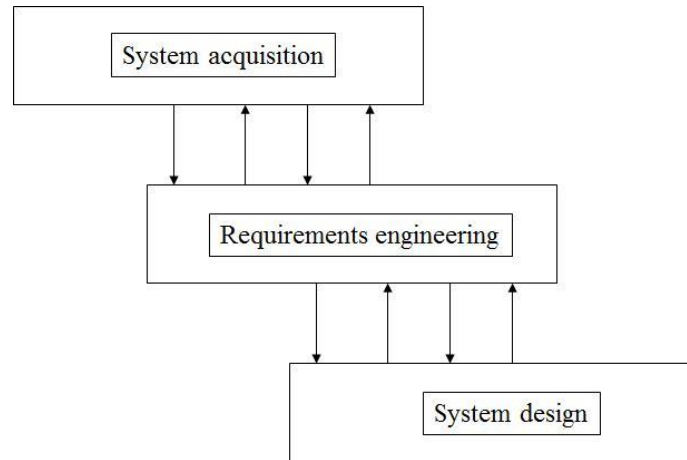 System acquisition
Requirements engineering
System design